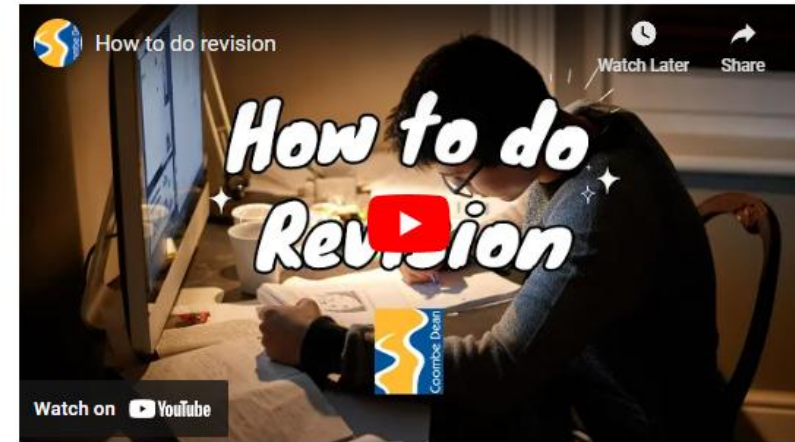 How to do revision
Watch Later
Share
How to do
Revision
Coombe Dean
Watch on YouTube